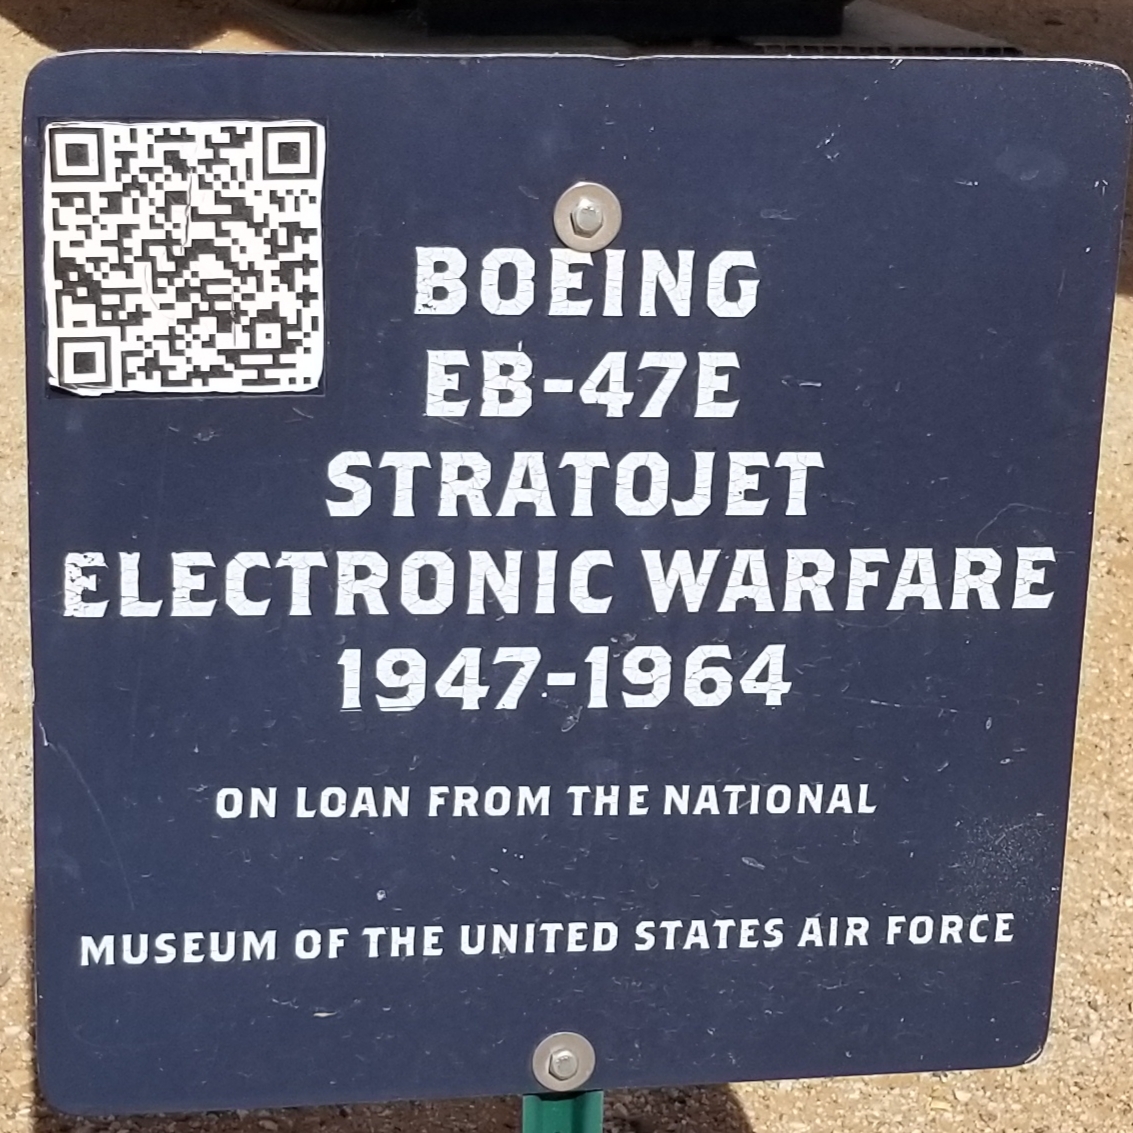 BOEING
EB-47E
STRATOJET
ELECTRONIC WARFARE
1947-1964
ON LOAN FROM THE NATIONAL
MUSEUM OF THE UNITED STATES AIR FORCE